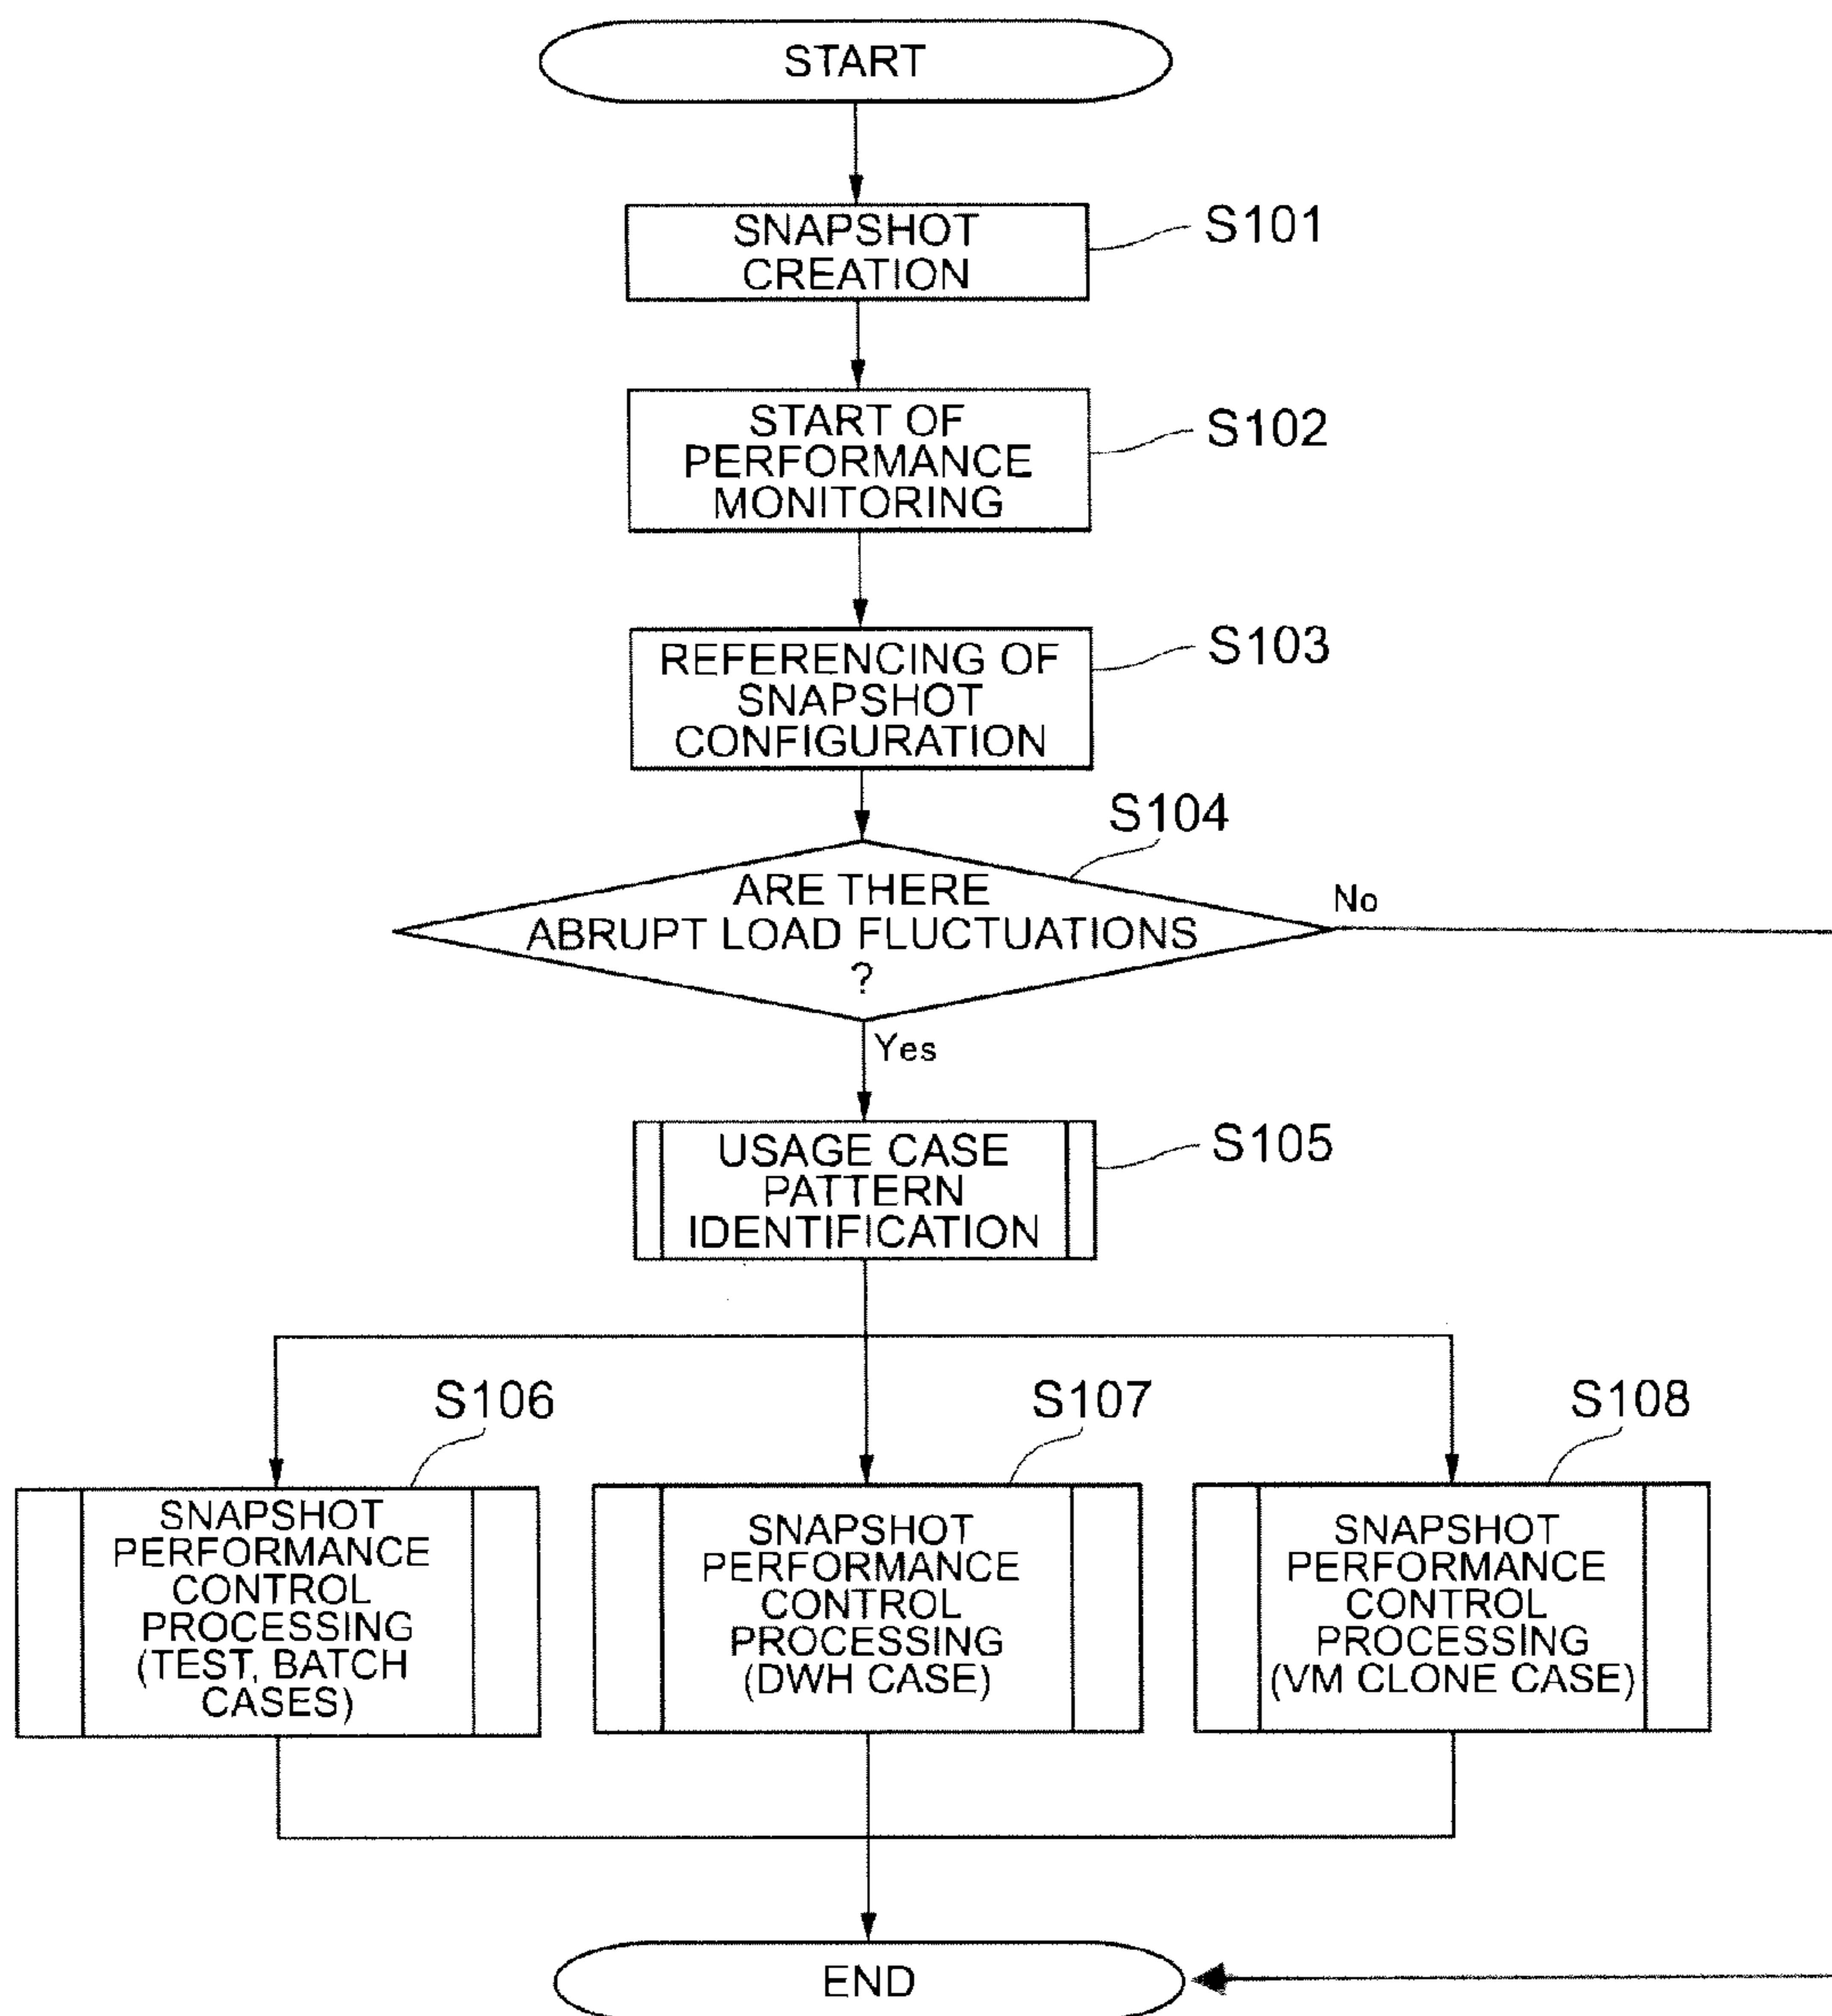 START
SNAPSHOT
CREATION
S101
START OF
PERFORMANCE
MONITORING
S102
REFERENCING OF
SNAPSHOT
CONFIGURATION
S103
S104
ARE THERE
ABRUPT LOAD FLUCTUATIONS
?
No
Yes
USAGE CASE
PATTERN
IDENTIFICATION
S105
S106
SNAPSHOT
PERFORMANCE
CONTROL
PROCESSING
(TEST, BATCH
CASES)
S107
SNAPSHOT
PERFORMANCE
CONTROL
PROCESSING
(DWH CASE)
S108
SNAPSHOT
PERFORMANCE
CONTROL
PROCESSING
(VM CLONE CASE)
END